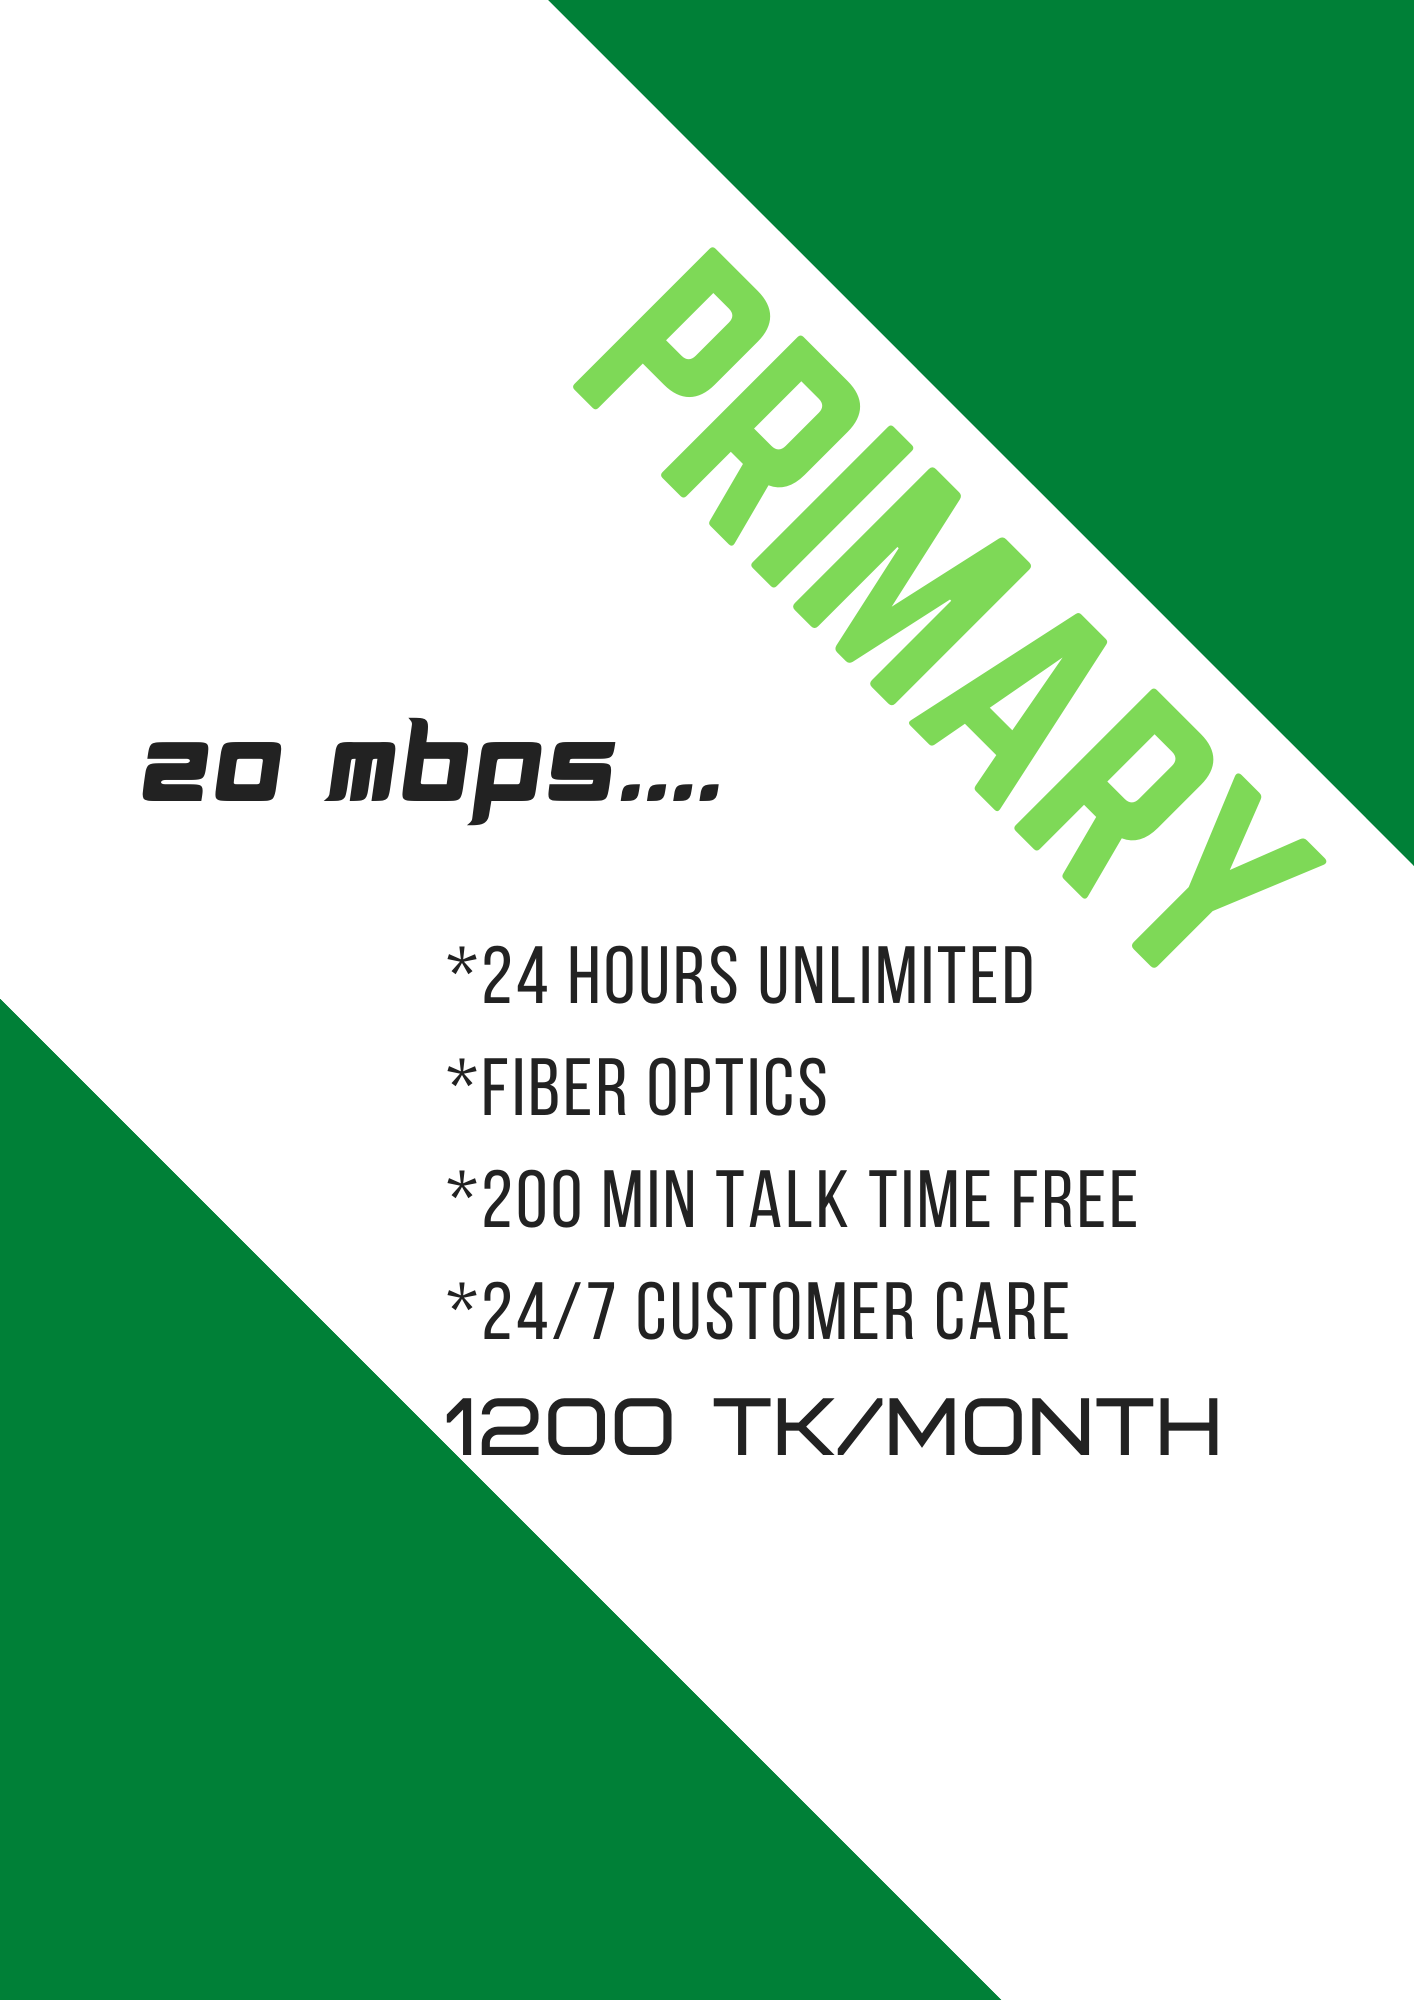 PRIMARY
20 mbps....
*24 HOURS UNLIMITED
*FIBER OPTICS
*200 MIN TALK TIME FREE
*24/7 CUSTOMER CARE
1200 TK/MONTH